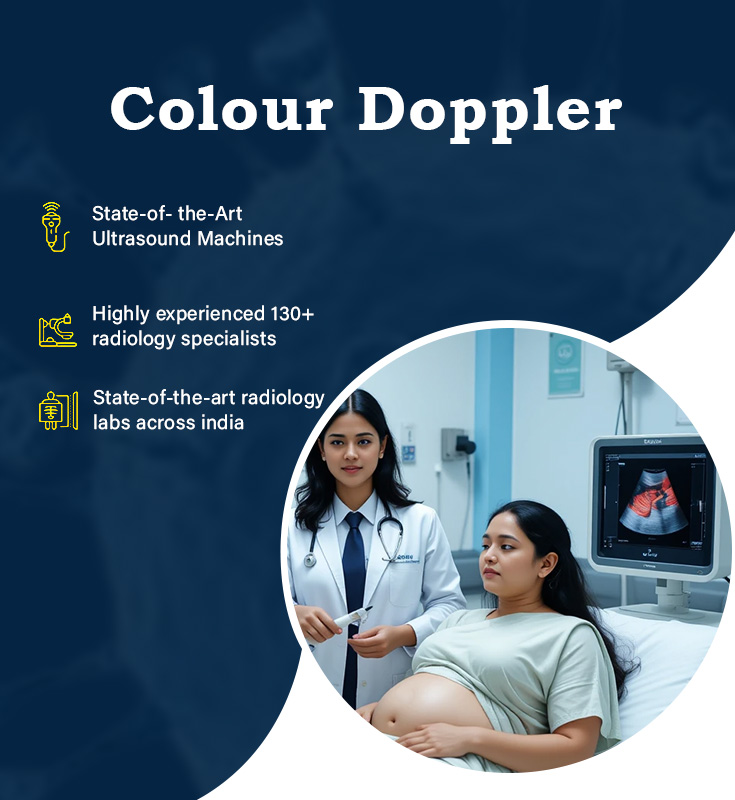 Colour Doppler
State-of- the-Art
Ultrasound Machines
Highly experienced 130+
radiology specialists
State-of-the-art radiology
labs across india